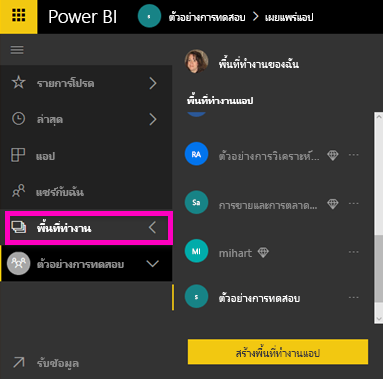 Power BI s ตัวอย่างการทดสอบ > เผยแพร่แอป
พื้นที่ทำงานของฉัน
รายการโปรด
พื้นที่ทำงานแอป
ล่าสุด
RA ตัวอย่างการวิเคราะห์... ...
แอป
แชร์กับฉัน
Sa การขายและการตลาด... ...
พื้นที่ทำงาน
MI mihart ...
ตัวอย่างการทดสอบ
s ตัวอย่างการทดสอบ ...
สร้างพื้นที่ทำงานแอป
รับข้อมูล